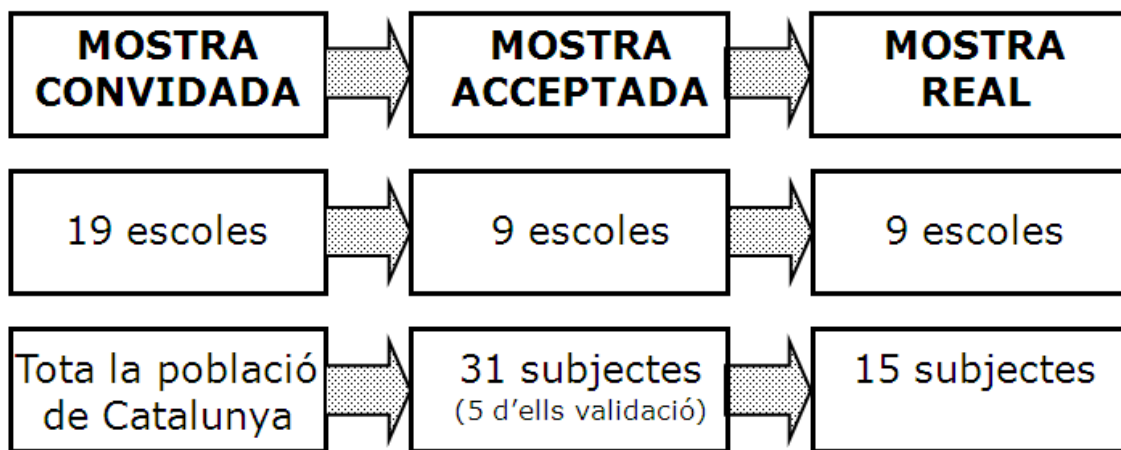 MOSTRA
CONVIDADA
MOSTRA
ACCEPTADA
MOSTRA
REAL
19 escoles
9 escoles
9 escoles
Tota la població
de Catalunya
31 subjectes
(5 d'ells validació)
15 subjectes